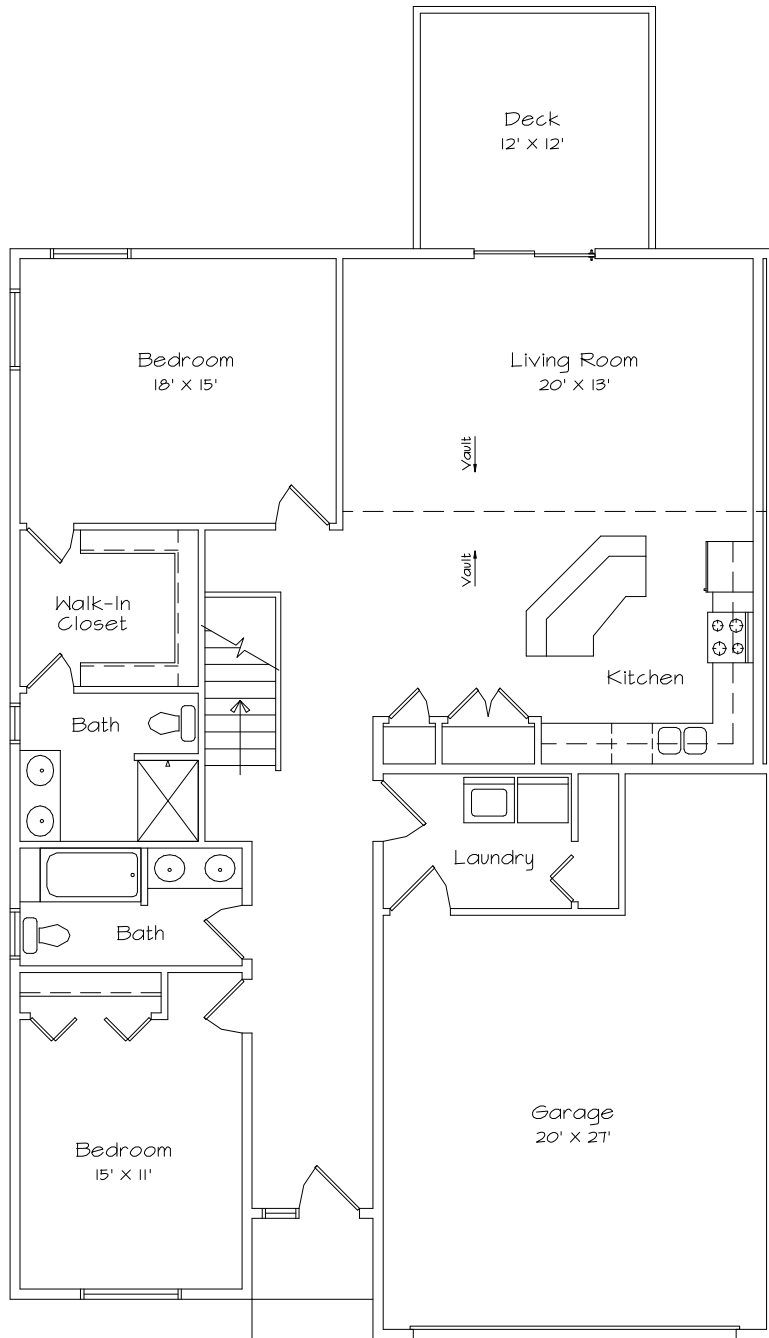 Deck
12' X 12'
Bedroom
18' X 15'
Living Room
20' X 13'
Vault
Vault
Walk-In
Closet
Kitchen
Bath
Laundry
Bath
Garage
20' X 27'
Bedroom
15' X 11'